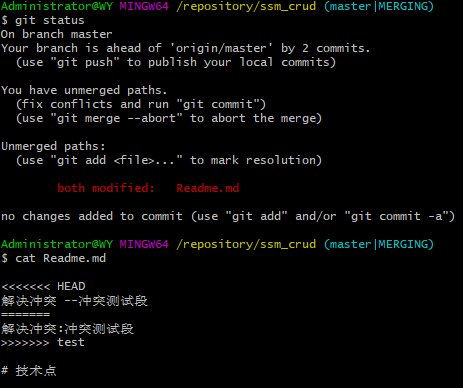 Administrator@WY MINGW64 /repository/ssm_crud (master|MERGING)
$ git status
On branch master
Your branch is ahead of 'origin/master' by 2 commits.
  (use "git push" to publish your local commits)

You have unmerged paths.
  (fix conflicts and run "git commit")
  (use "git merge --abort" to abort the merge)

Unmerged paths:
  (use "git add <file>..." to mark resolution)

        both modified:   Readme.md

no changes added to commit (use "git add" and/or "git commit -a")

Administrator@WY MINGW64 /repository/ssm_crud (master|MERGING)
$ cat Readme.md

<<<<<<< HEAD
解决冲突 --冲突测试段
=======
解决冲突:冲突测试段
>>>>>>> test

# 技术点